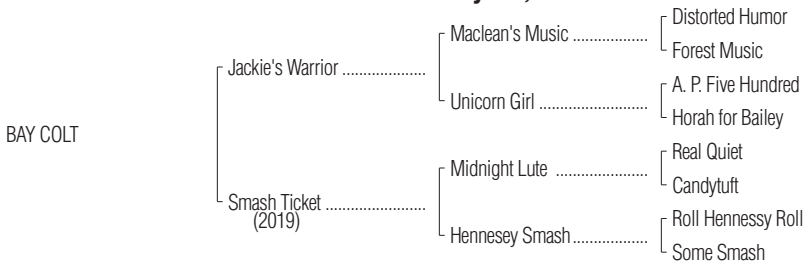 Distorted Humor
Maclean's Music ..................
Forest Music
Jackie's Warrior ....................
A. P. Five Hundred
Unicorn Girl ..........................
Horah for Bailey
BAY COLT
Real Quiet
Midnight Lute ......................
Candytuft
Smash Ticket ........................
(2019)
Roll Hennessy Roll
Hennesey Smash..................
Some Smash